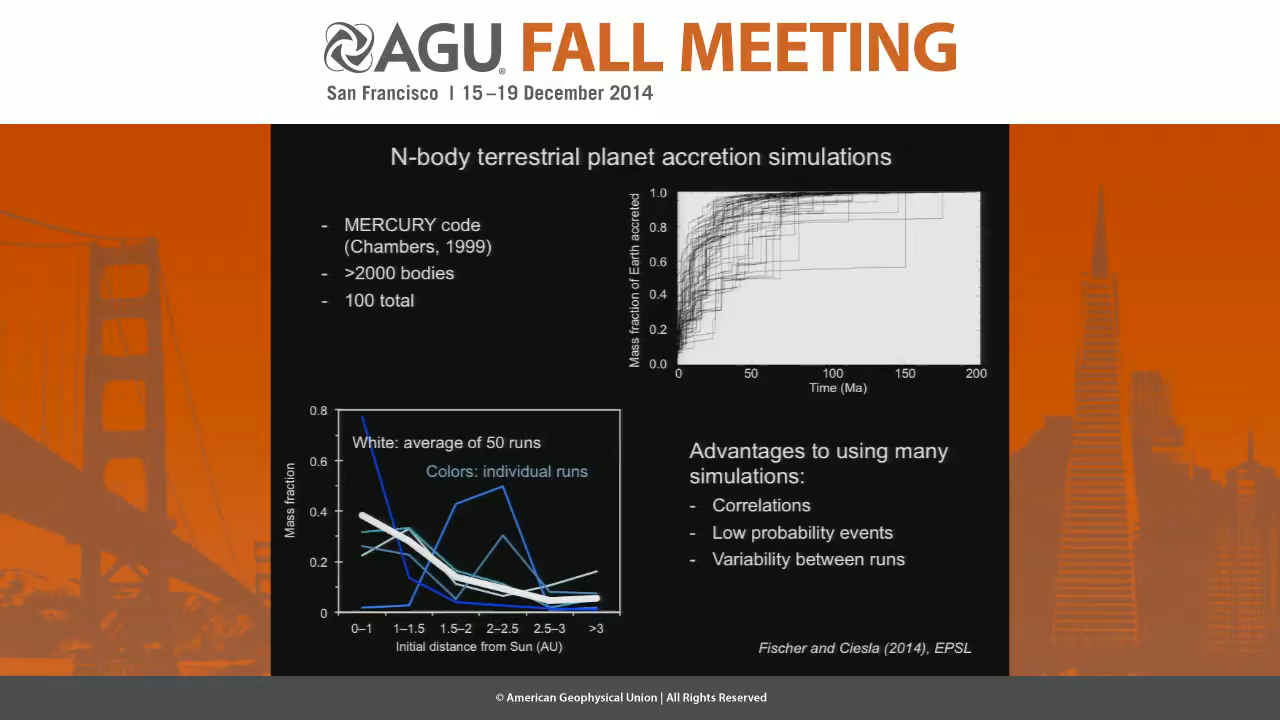 AGU FALL MEETING
San Francisco | 15–19 December 2014
N-body terrestrial planet accretion simulations
- MERCURY code
(Chambers, 1999)
- >2000 bodies
- 100 total
Mass fraction of Earth accreted
1.0
0.8
0.6
0.4
0.2
0.0
0 50 100 150 200
Time (Ma)
Mass fraction
0.8
0.6
0.4
0.2
0
White: average of 50 runs
Colors: individual runs
0–1 1–1.5 1.5–2 2–2.5 2.5–3 >3
Initial distance from Sun (AU)
Advantages to using many
simulations:
- Correlations
- Low probability events
- Variability between runs
Fischer and Ciesla (2014), EPSL
© American Geophysical Union | All Rights Reserved